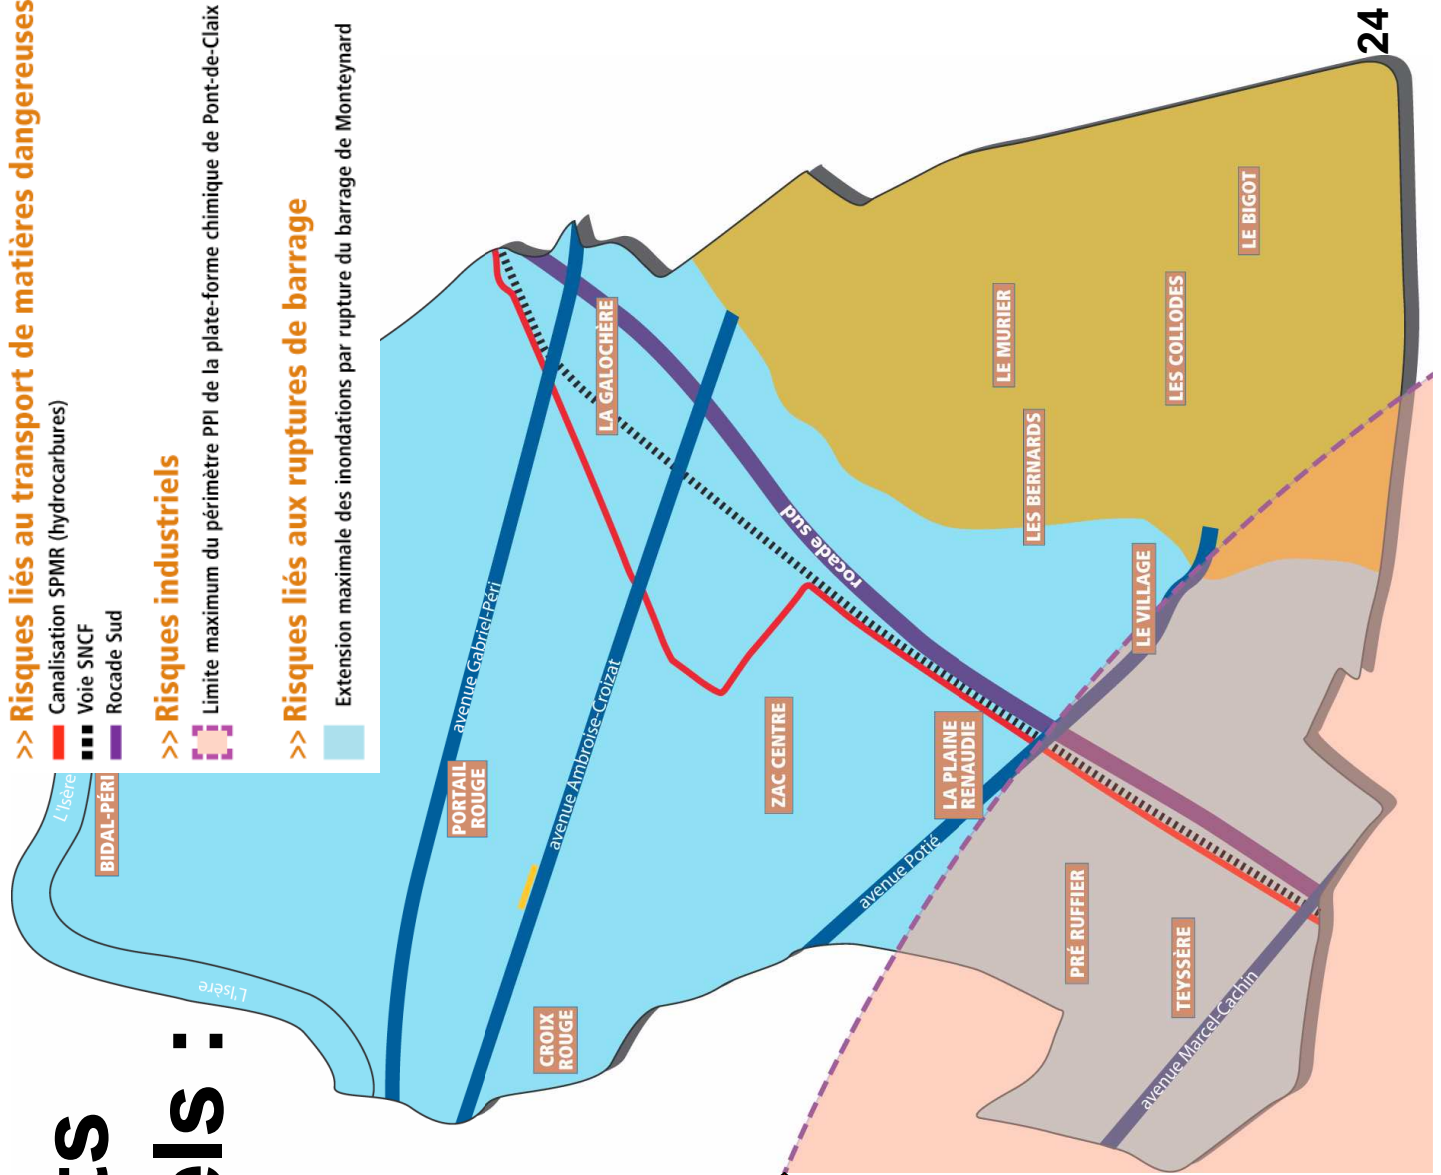 ts
els :
>> Risques liés au transport de matières dangereuses
Canalisation SPMR (hydrocarbures)
Voie SNCF
Rocade Sud
>> Risques industriels
Limite maximum du périmètre PPI de la plate-forme chimique de Pont-de-Claix
>> Risques liés aux ruptures de barrage
Extension maximale des inondations par rupture du barrage de Monteynard
L'Isère
BIDAL-PÉRI
L'Isère
PORTAIL
ROUGE
avenue Gabriel-Péri
avenue Ambroise-Croizat
CROIX
ROUGE
LA GALOCHÈRE
ZAC CENTRE
rocade sud
LA PLAINE
RENAUDIE
avenue Potié
LE MURIER
LES BERNARDS
LE VILLAGE
LES COLLODES
LE BIGOT
PRÉ RUFFIER
TEYSSÈRE
avenue Marcel-Cachin
24